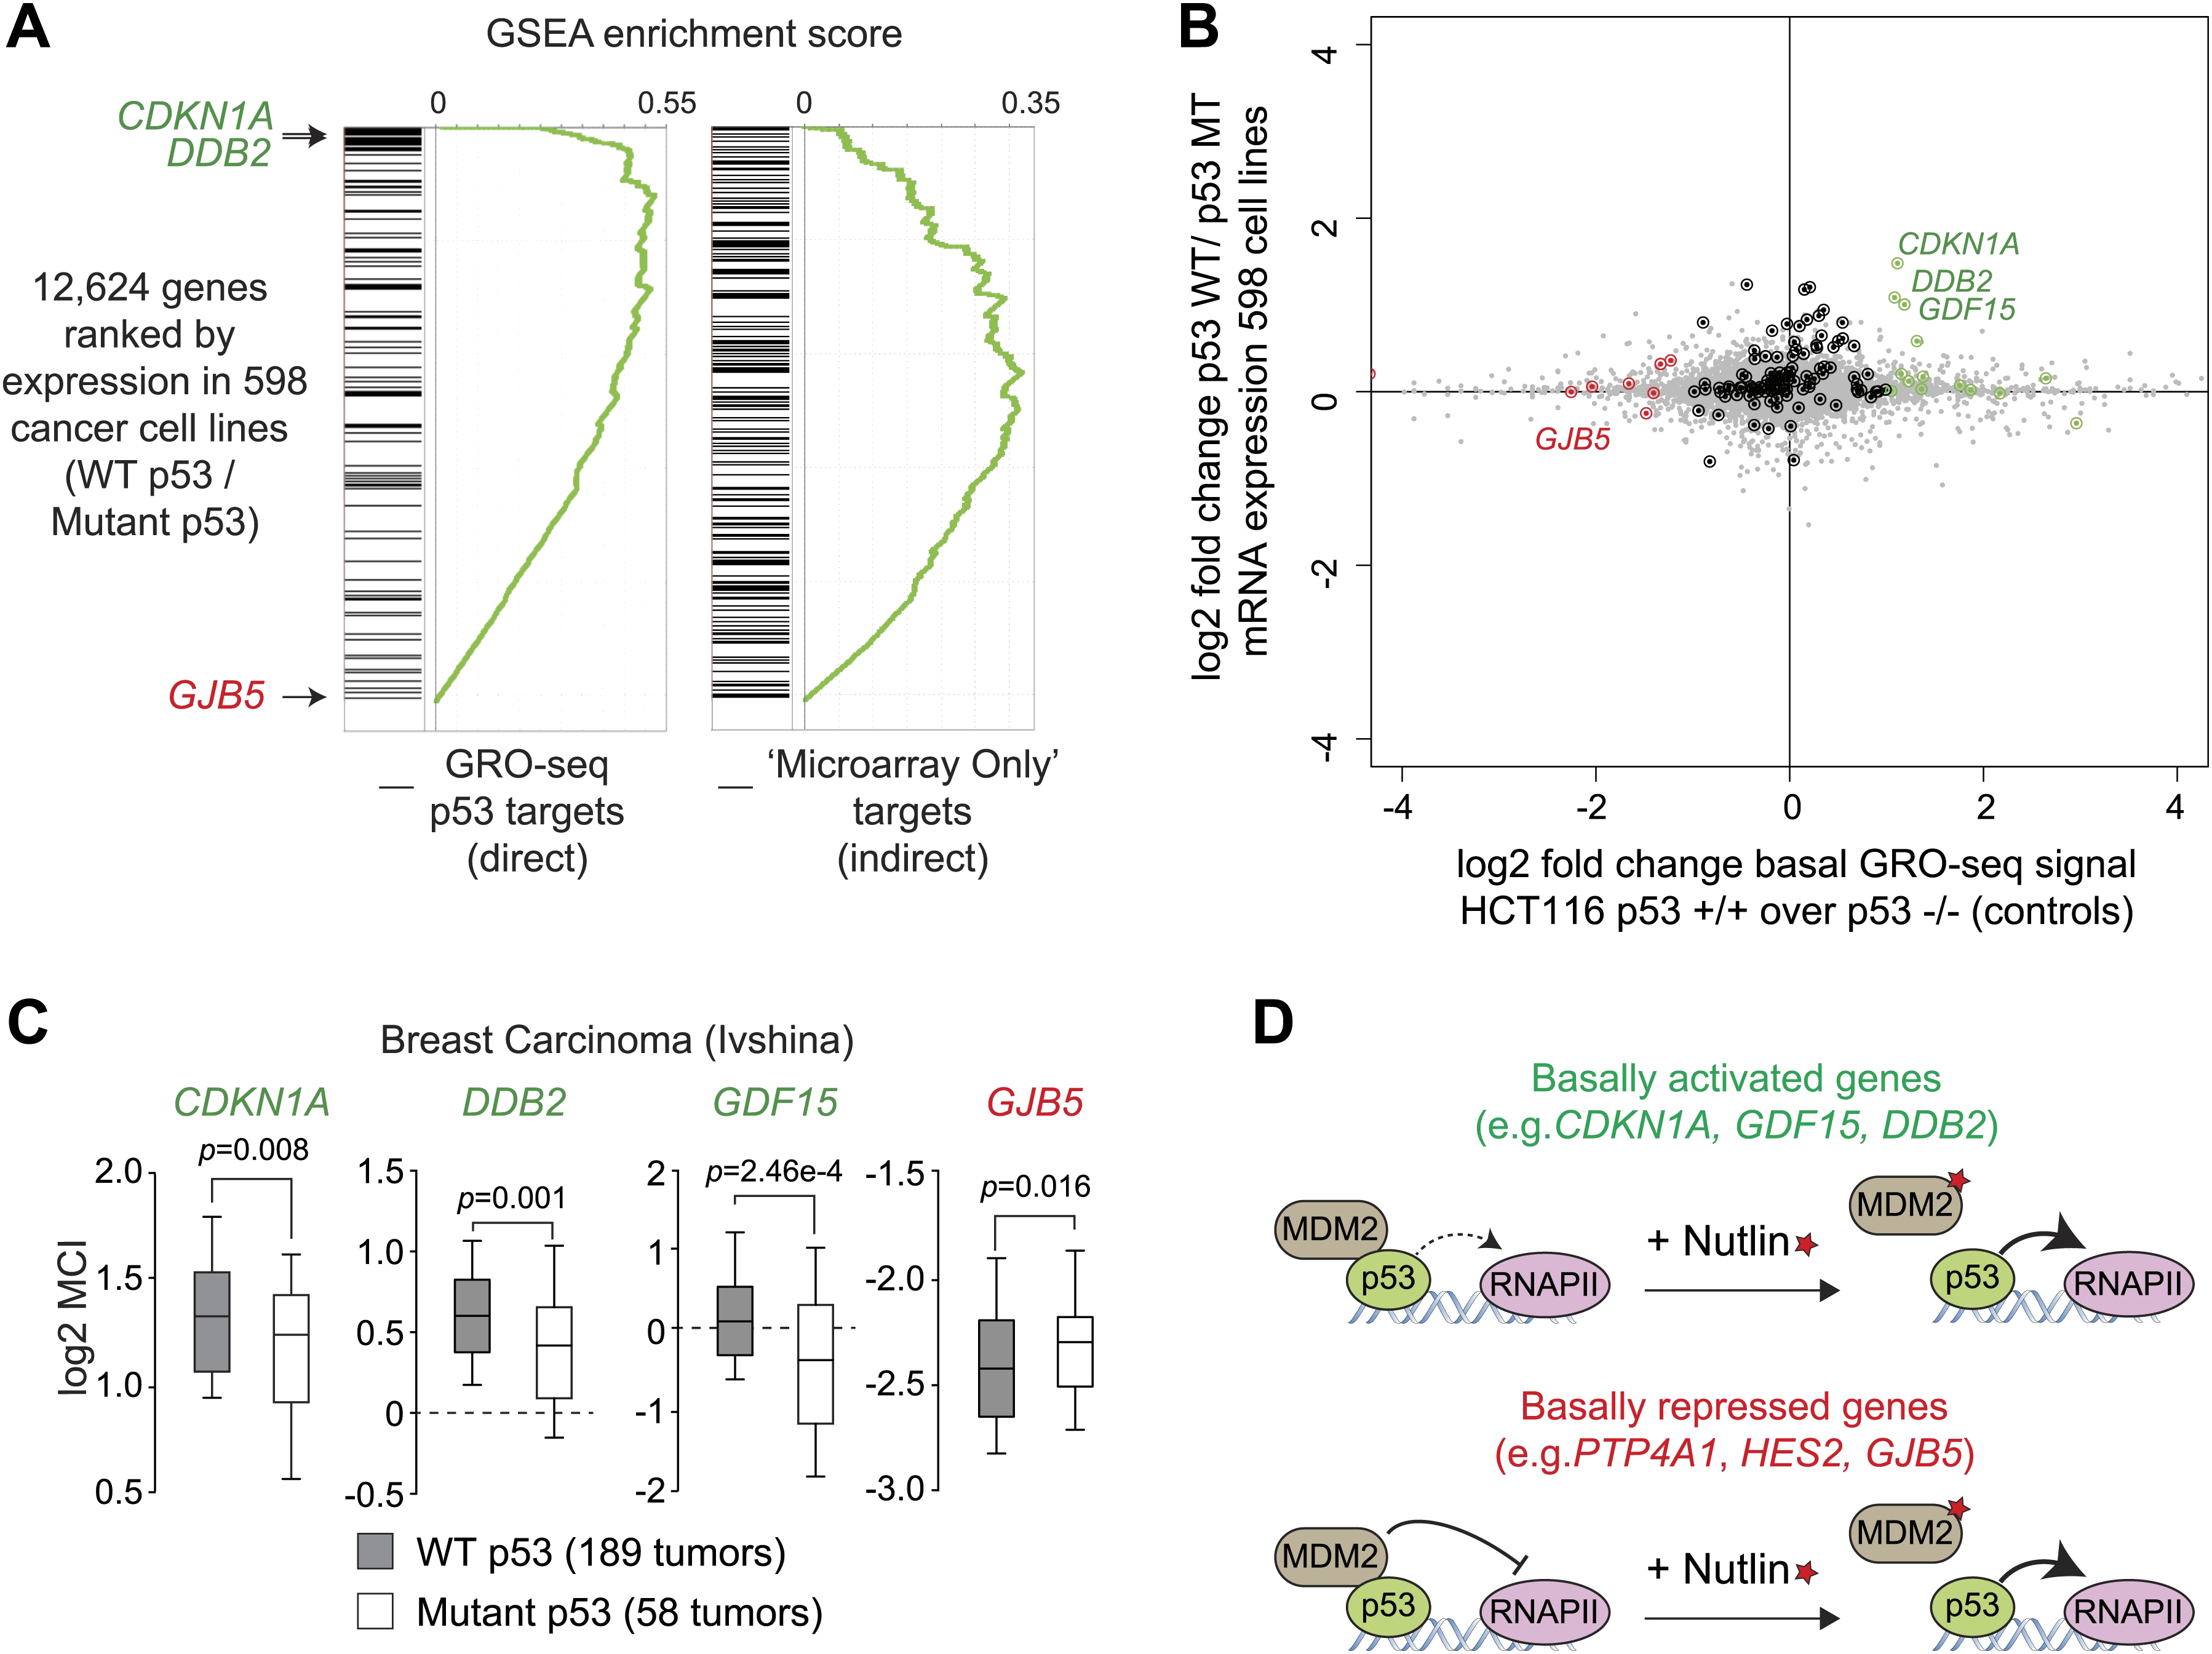 A
GSEA enrichment score
0
0.55
0
0.35
CDKN1A
DDB2
12,624 genes
ranked by
expression in 598
cancer cell lines
(WT p53 /
Mutant p53)
GJB5
GRO-seq
p53 targets
(direct)
‘Microarray Only’
targets
(indirect)
B
log2 fold change p53 WT/ p53 MT
mRNA expression 598 cell lines
4
2
0
-2
-4
CDKN1A
DDB2
GDF15
GJB5
-4
-2
0
2
4
log2 fold change basal GRO-seq signal
HCT116 p53 +/+ over p53 -/- (controls)
C
Breast Carcinoma (Ivshina)
CDKN1A
DDB2
GDF15
GJB5
log2 MCI
p=0.008
2.0
1.5
1.0
0.5
p=0.001
1.5
1.0
0.5
0
-0.5
p=2.46e-4
2
1
0
-1
-2
p=0.016
-1.5
-2.0
-2.5
-3.0
WT p53 (189 tumors)
Mutant p53 (58 tumors)
D
Basally activated genes
(e.g.CDKN1A, GDF15, DDB2)
MDM2
p53
RNAPII
+ Nutlin
MDM2
p53
RNAPII
Basally repressed genes
(e.g.PTP4A1, HES2, GJB5)
MDM2
p53
RNAPII
+ Nutlin
MDM2
p53
RNAPII